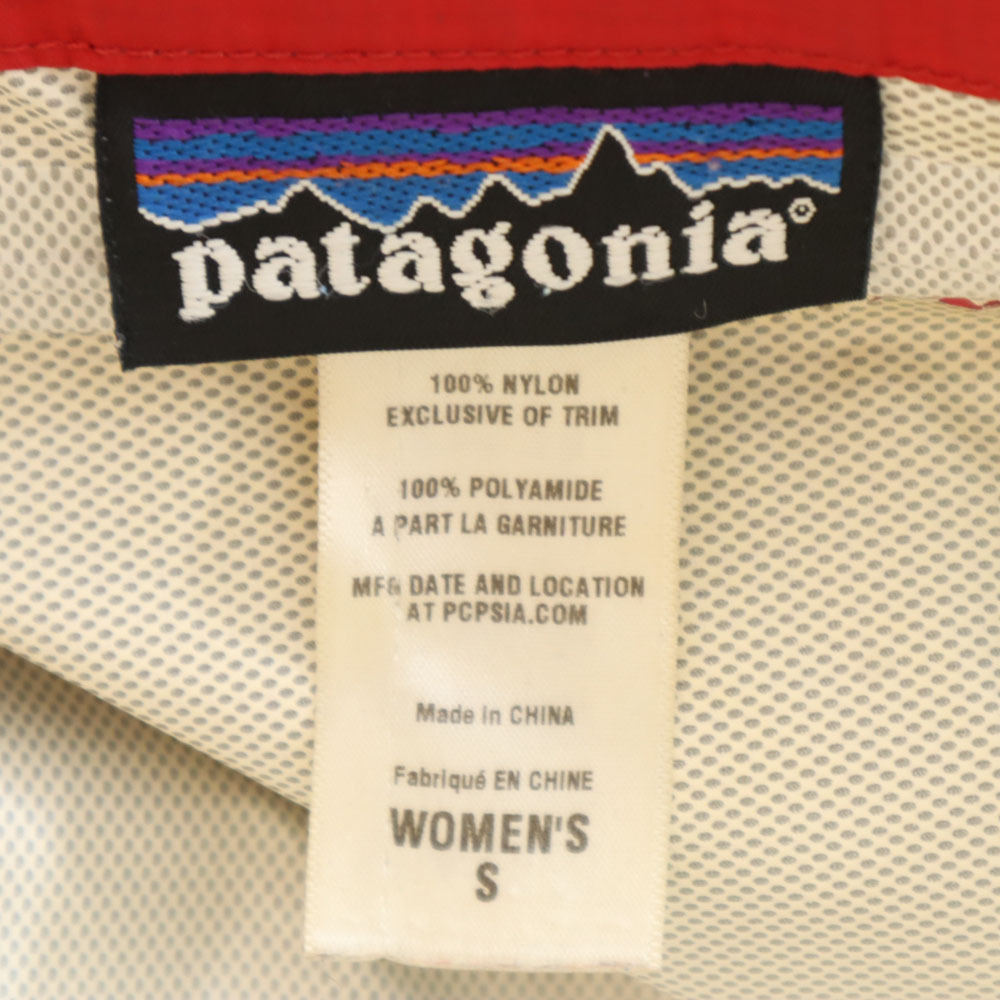 patagonia®
100% NYLON
EXCLUSIVE OF TRIM
100% POLYAMIDE
A PART LA GARNITURE
MFG DATE AND LOCATION
AT PCPSIA.COM
Made in CHINA
Fabriqué EN CHINE
WOMEN'S
S